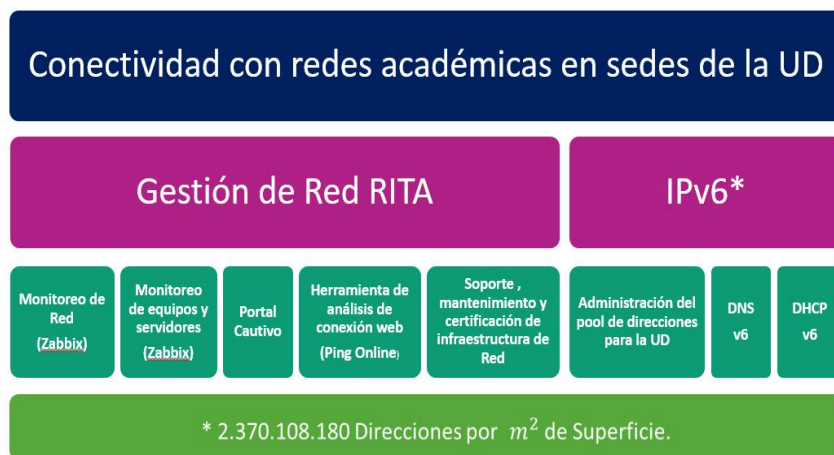 Conectividad con redes académicas en sedes de la UD
Gestión de Red RITA
IPv6*
Monitoreo de
Red
(Zabbix)
Monitoreo
de equipos y
servidores
(Zabbix)
Portal
Cautivo
Herramienta de
análisis de
conexión web
(Ping Online)
Soporte ,
mantenimiento y
certificación de
infraestructura de
Red
Administración del
pool de direcciones
para la UD
DNS
v6
DHCP
v6
* 2.370.108.180 Direcciones por m² de Superficie.